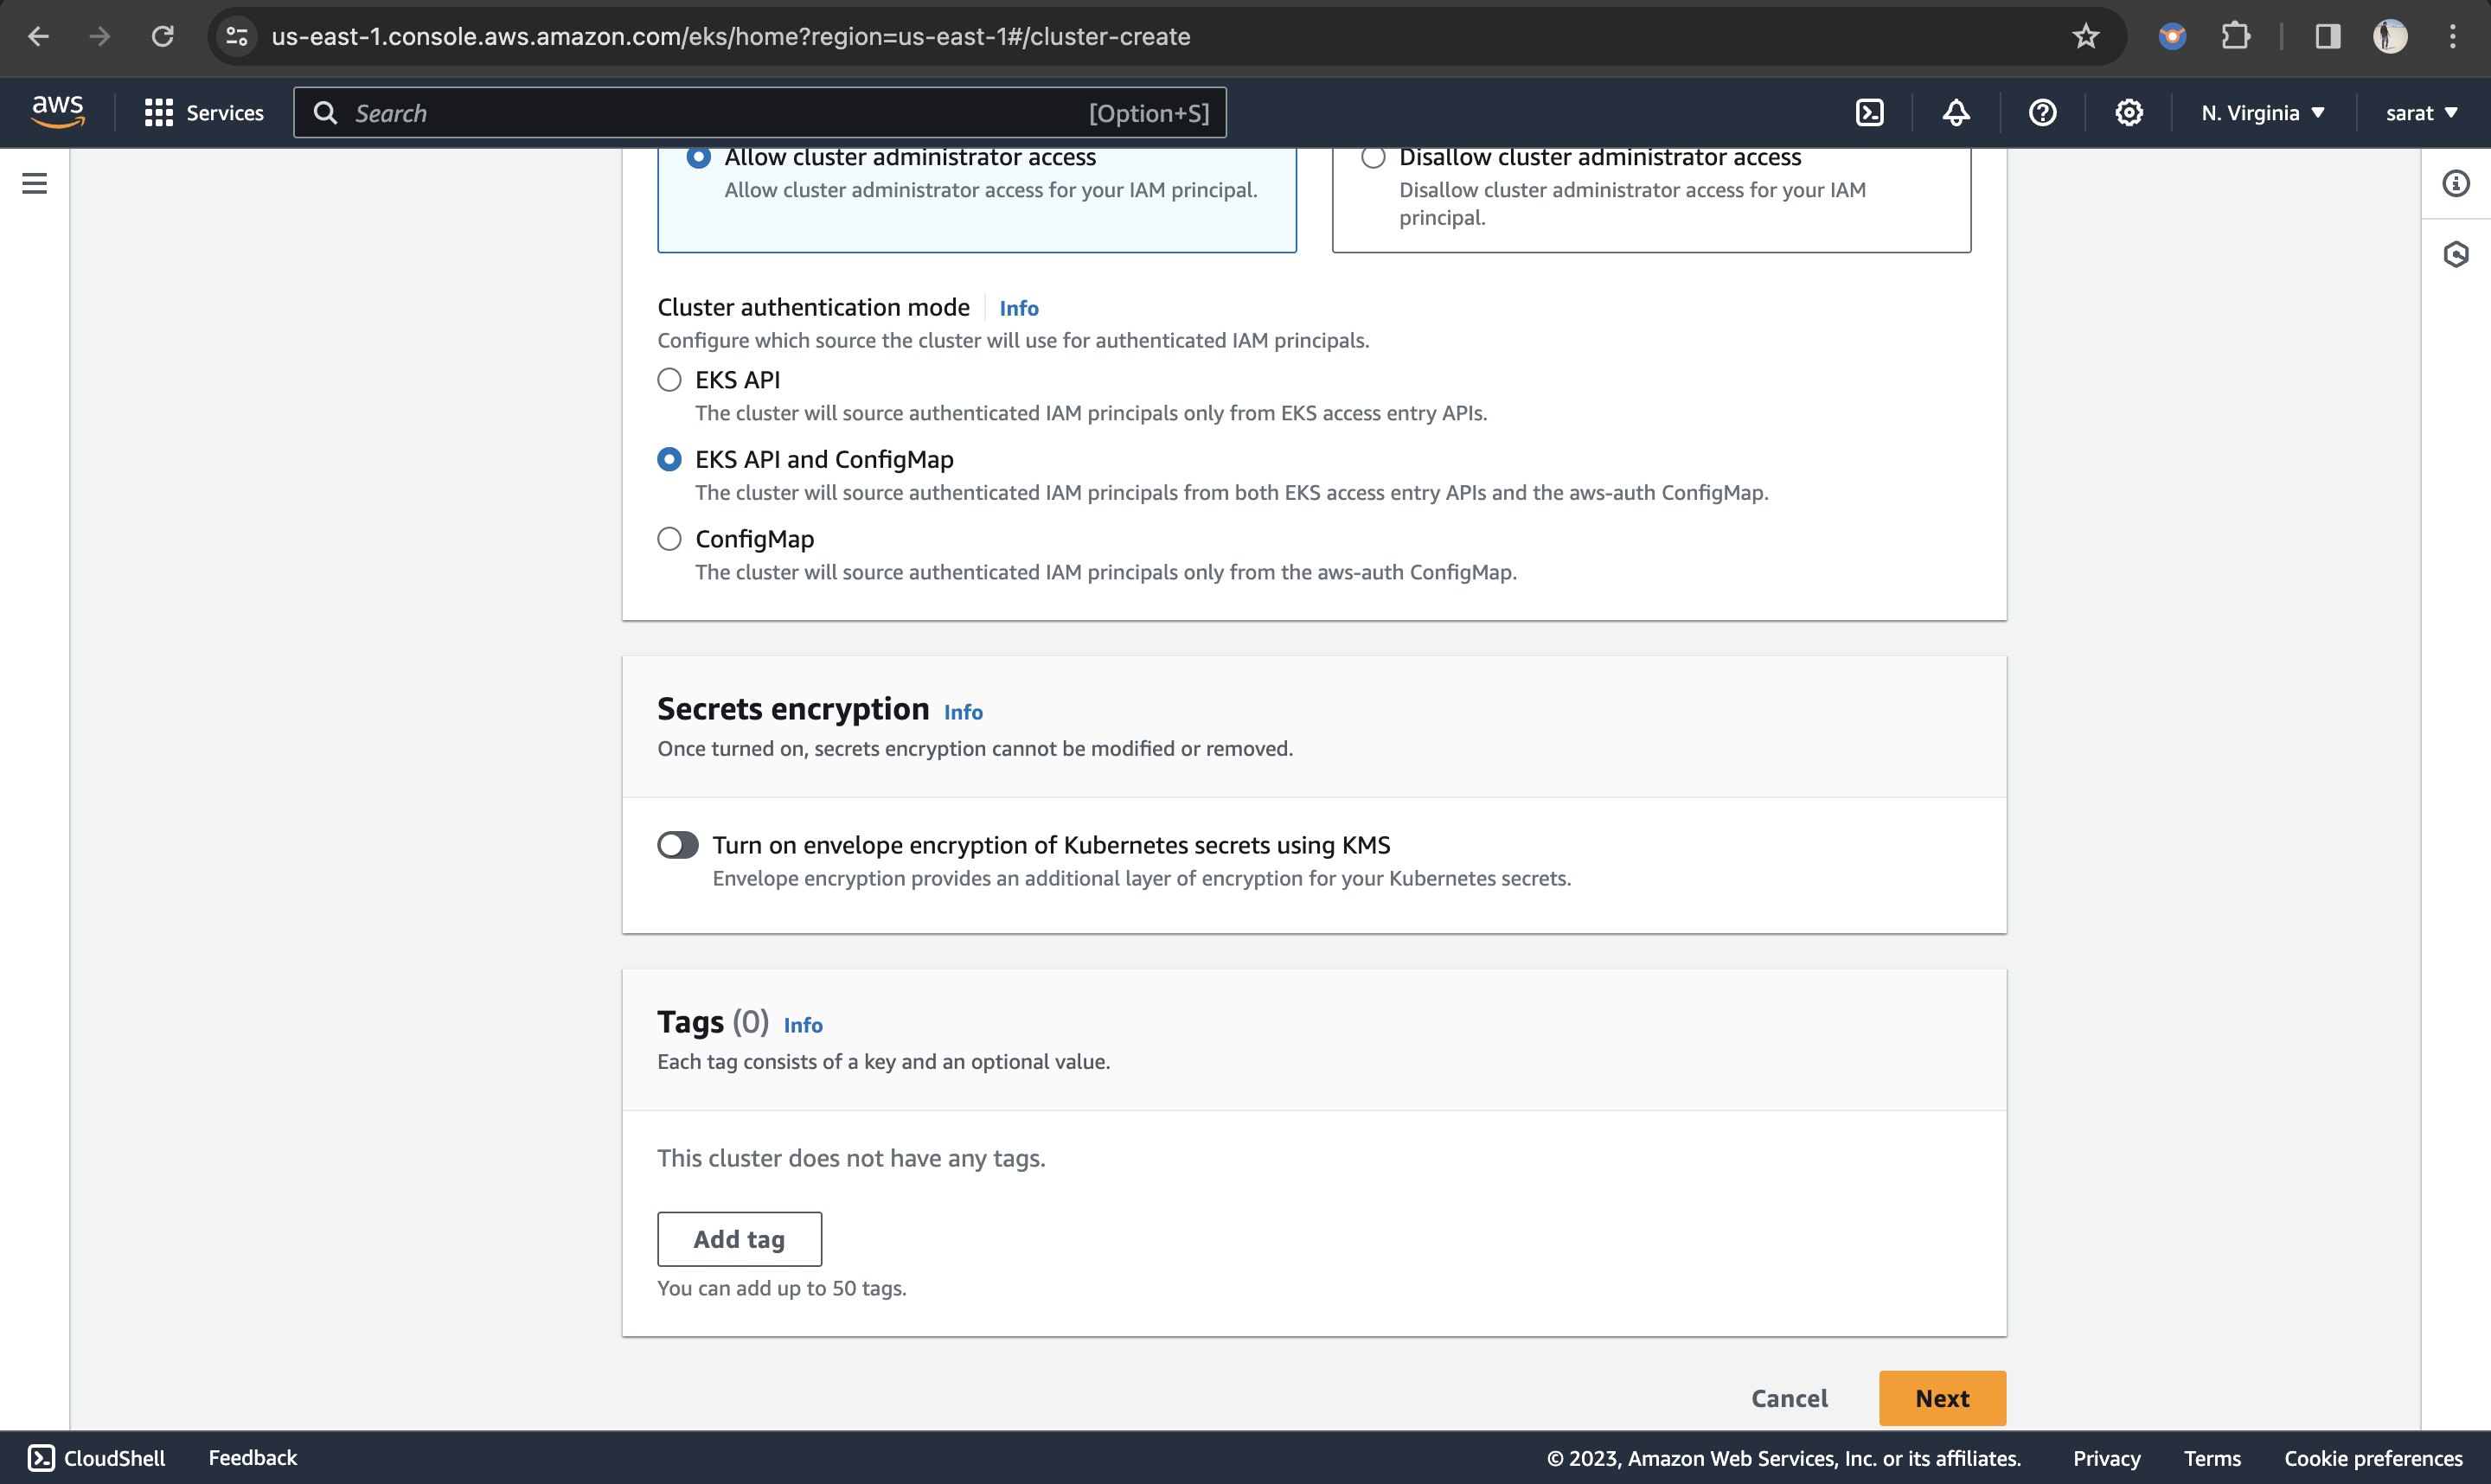 us-east-1.console.aws.amazon.com/eks/home?region=us-east-1#/cluster-create
aws
Services
Search
[Option+S]
N. Virginia
sarat
Allow cluster administrator access
Allow cluster administrator access for your IAM principal.
Disallow cluster administrator access
Disallow cluster administrator access for your IAM
principal.
Cluster authentication mode Info
Configure which source the cluster will use for authenticated IAM principals.
EKS API
The cluster will source authenticated IAM principals only from EKS access entry APIs.
EKS API and ConfigMap
The cluster will source authenticated IAM principals from both EKS access entry APIs and the aws-auth ConfigMap.
ConfigMap
The cluster will source authenticated IAM principals only from the aws-auth ConfigMap.
Secrets encryption Info
Once turned on, secrets encryption cannot be modified or removed.
Turn on envelope encryption of Kubernetes secrets using KMS
Envelope encryption provides an additional layer of encryption for your Kubernetes secrets.
Tags (0) Info
Each tag consists of a key and an optional value.
This cluster does not have any tags.
Add tag
You can add up to 50 tags.
Cancel
Next
CloudShell
Feedback
© 2023, Amazon Web Services, Inc. or its affiliates.
Privacy
Terms
Cookie preferences